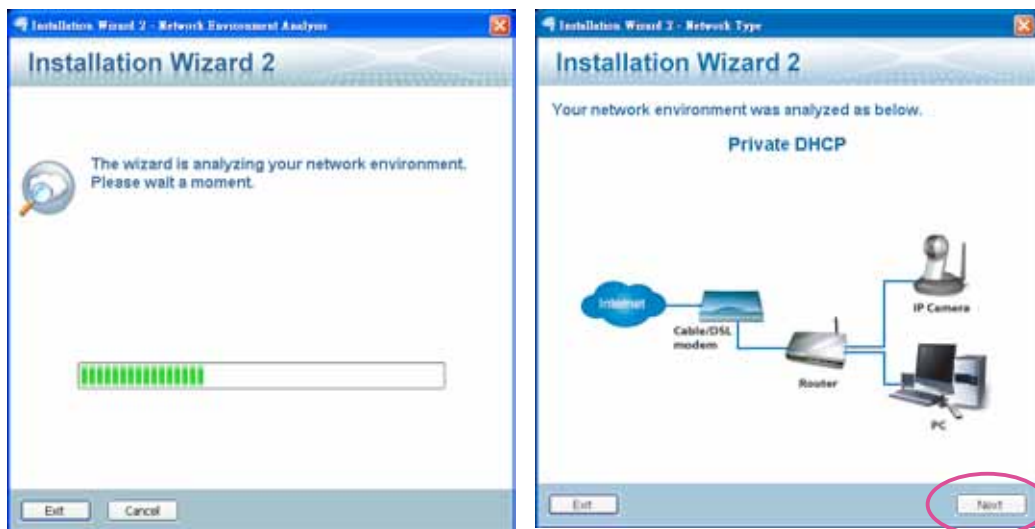 Installation Wizard 2 - Network Environment Analysis
Installation Wizard 2
The wizard is analyzing your network environment.
Please wait a moment.
Exit
Cancel
Installation Wizard 2 - Network Type
Installation Wizard 2
Your network environment was analyzed as below.
Private DHCP
Internet
Cable/DSL
modem
Router
IP Camera
PC
Exit
Next